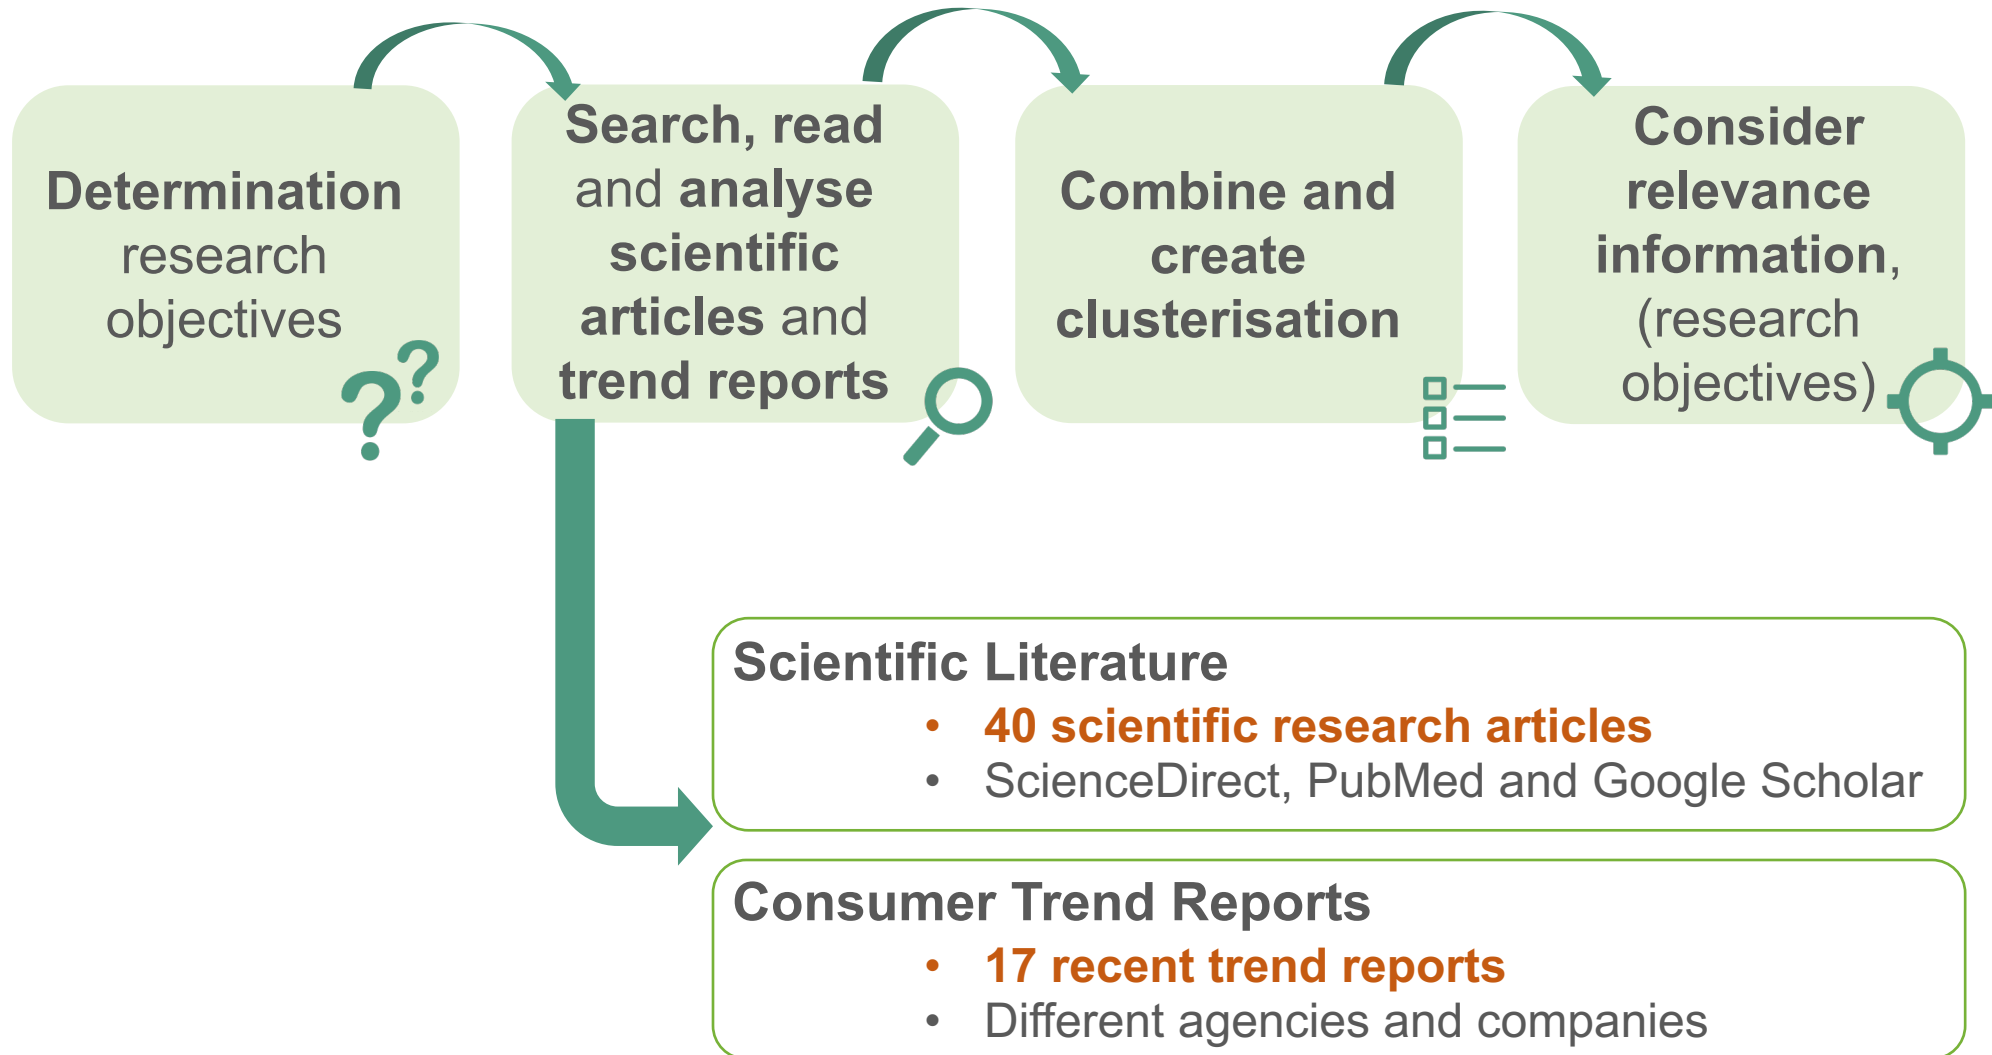 Determination
research
objectives
Search, read
and analyse
scientific
articles and
trend reports
Combine and
create
clusterisation
Consider
relevance
information,
(research
objectives)
Scientific Literature
• 40 scientific research articles
• ScienceDirect, PubMed and Google Scholar
Consumer Trend Reports
• 17 recent trend reports
• Different agencies and companies